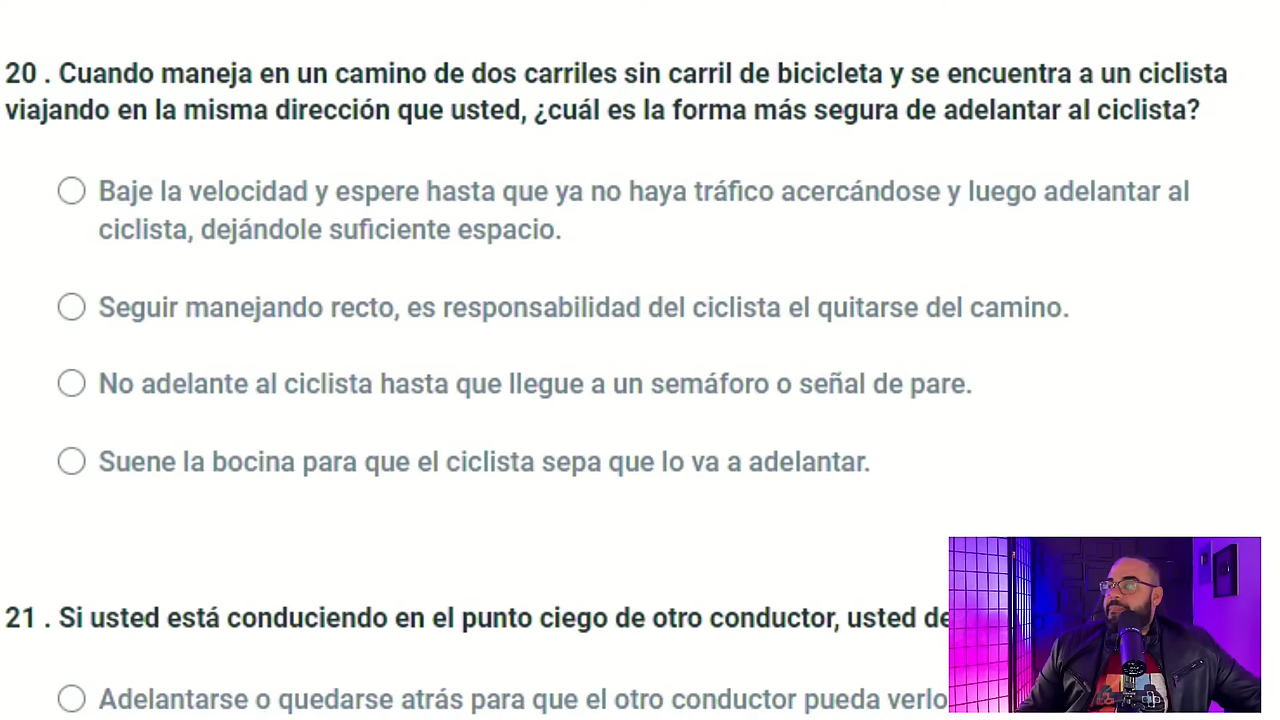 20 . Cuando maneja en un camino de dos carriles sin carril de bicicleta y se encuentra a un ciclista
viajando en la misma dirección que usted, ¿cuál es la forma más segura de adelantar al ciclista?
Baje la velocidad y espere hasta que ya no haya tráfico acercándose y luego adelantar al
ciclista, dejándole suficiente espacio.
Seguir manejando recto, es responsabilidad del ciclista el quitarse del camino.
No adelante al ciclista hasta que llegue a un semáforo o señal de pare.
Suene la bocina para que el ciclista sepa que lo va a adelantar.
21 . Si usted está conduciendo en el punto ciego de otro conductor, usted de
Adelantarse o quedarse atrás para que el otro conductor pueda verlo